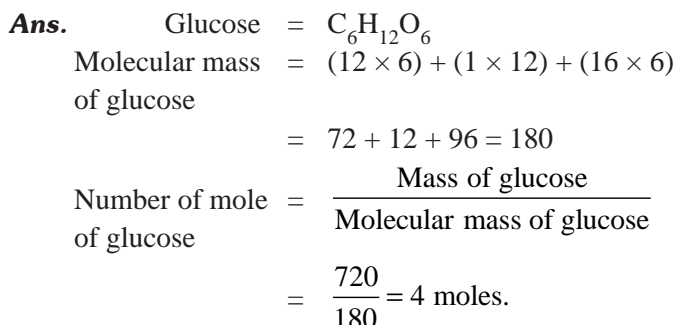 Ans. Glucose = C₆H₁₂O₆
Molecular mass of glucose = (12 × 6) + (1 × 12) + (16 × 6)
= 72 + 12 + 96 = 180
Number of mole of glucose = Mass of glucose / Molecular mass of glucose
= 720 / 180 = 4 moles.